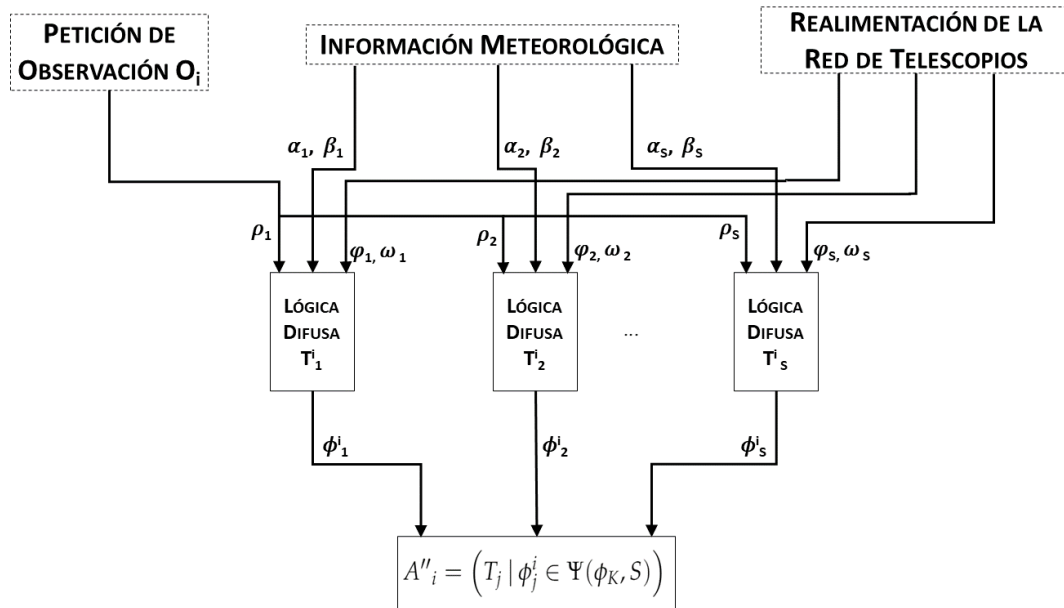 PETICIÓN DE
OBSERVACIÓN Oi
INFORMACIÓN METEOROLÓGICA
REALIMENTACIÓN DE LA
RED DE TELESCOPIOS
α1, β1
α2, β2
αS, βS
ρ1
φ1, ω1
ρ2
φ2, ω2
ρS
φS, ωS
LÓGICA
DIFUSA
Ti1
LÓGICA
DIFUSA
Ti2
...
LÓGICA
DIFUSA
TiS
ϕi1
ϕi2
ϕiS
A''i = (Tj | ϕij ∈ Ψ(ϕK, S))